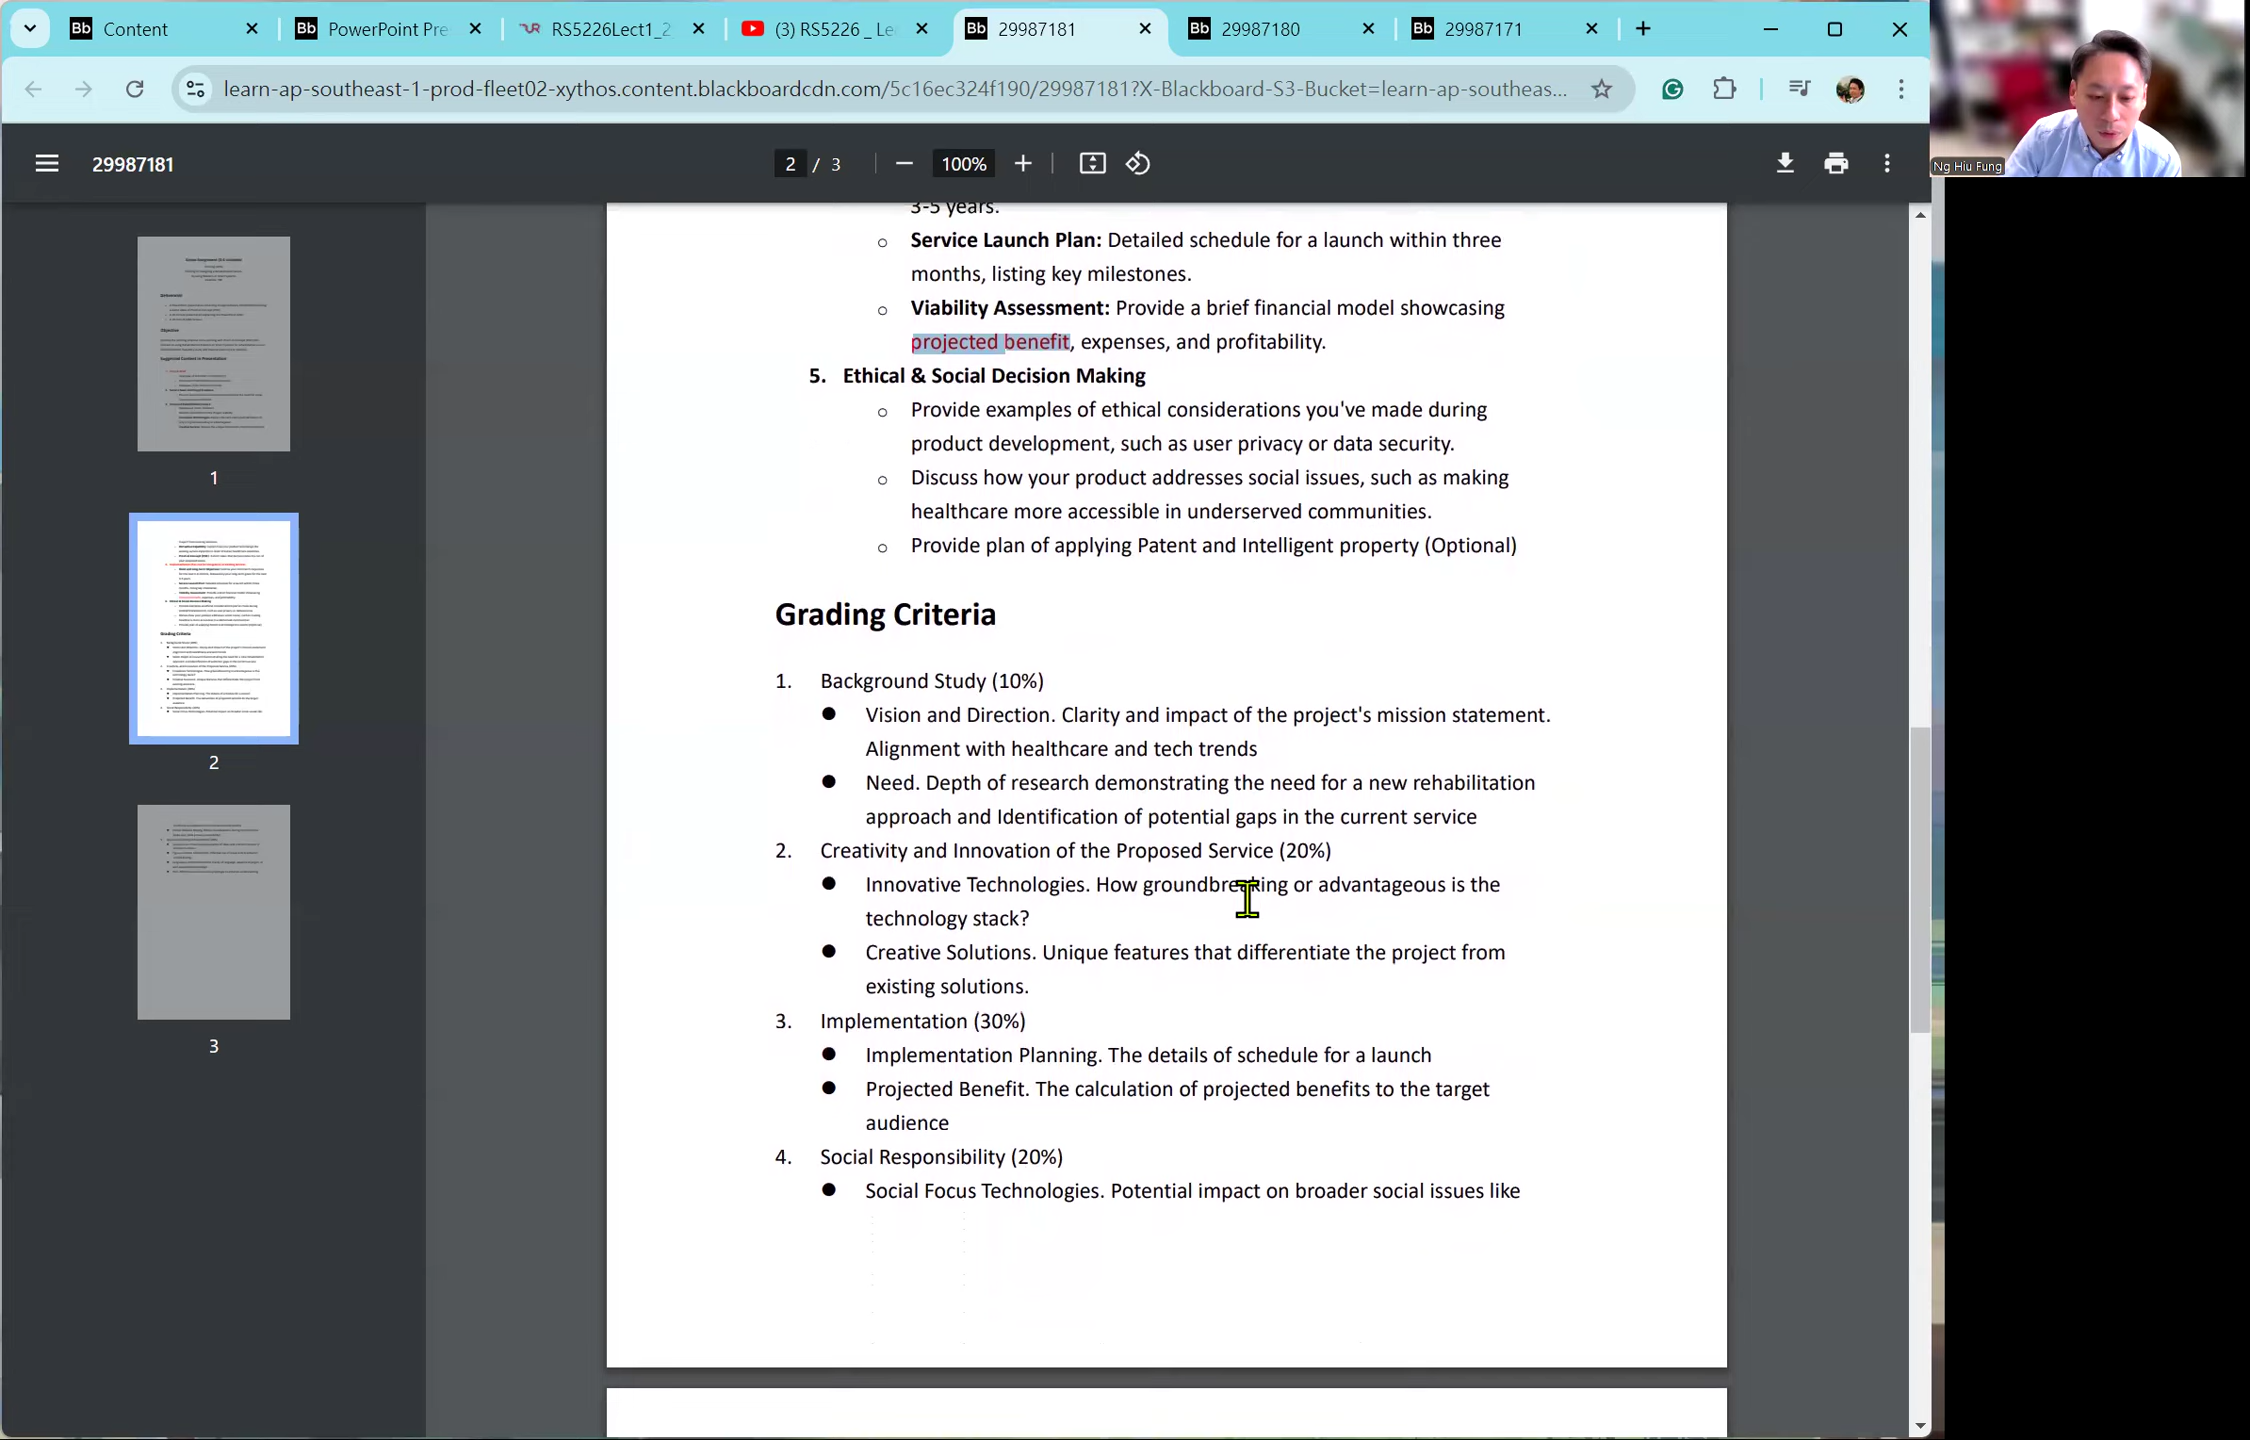 Content
PowerPoint Pre
RS5226Lect1_2
(3) RS5226 _ Le
29987181
29987180
29987171
learn-ap-southeast-1-prod-fleet02-xythos.content.blackboardcdn.com/5c16ec324f190/29987181?X-Blackboard-S3-Bucket=learn-ap-southeas...
Ng Hiu Fung
29987181
2 / 3
100%
1
2
3
3-5 years.
○ Service Launch Plan: Detailed schedule for a launch within three
months, listing key milestones.
○ Viability Assessment: Provide a brief financial model showcasing
projected benefit, expenses, and profitability.
5. Ethical & Social Decision Making
○ Provide examples of ethical considerations you've made during
product development, such as user privacy or data security.
○ Discuss how your product addresses social issues, such as making
healthcare more accessible in underserved communities.
○ Provide plan of applying Patent and Intelligent property (Optional)
Grading Criteria
1. Background Study (10%)
● Vision and Direction. Clarity and impact of the project's mission statement.
Alignment with healthcare and tech trends
● Need. Depth of research demonstrating the need for a new rehabilitation
approach and Identification of potential gaps in the current service
2. Creativity and Innovation of the Proposed Service (20%)
● Innovative Technologies. How groundbreaking or advantageous is the
technology stack?
● Creative Solutions. Unique features that differentiate the project from
existing solutions.
3. Implementation (30%)
● Implementation Planning. The details of schedule for a launch
● Projected Benefit. The calculation of projected benefits to the target
audience
4. Social Responsibility (20%)
● Social Focus Technologies. Potential impact on broader social issues like